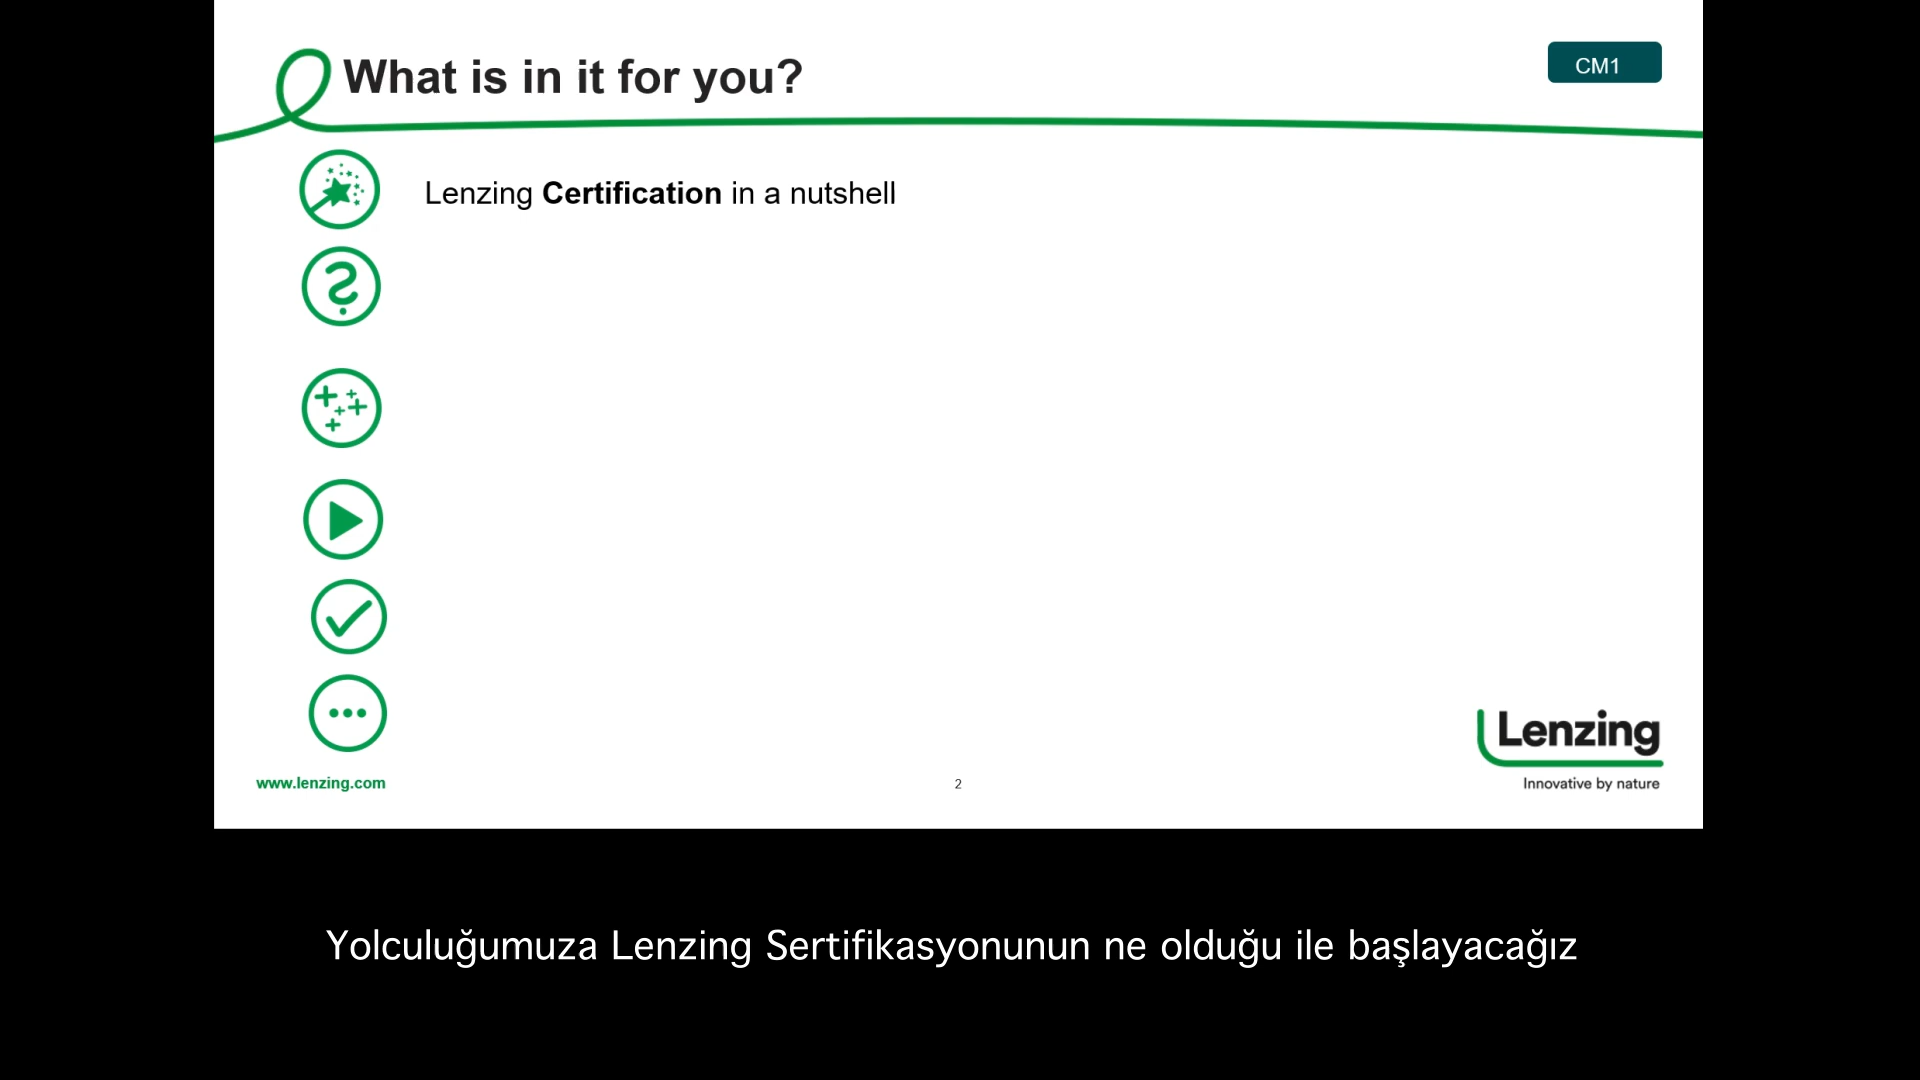 What is in it for you?
CM1
Lenzing Certification in a nutshell
Lenzing
Innovative by nature
www.lenzing.com
2
Yolculuğumuza Lenzing Sertifikasyonunun ne olduğu ile başlayacağız